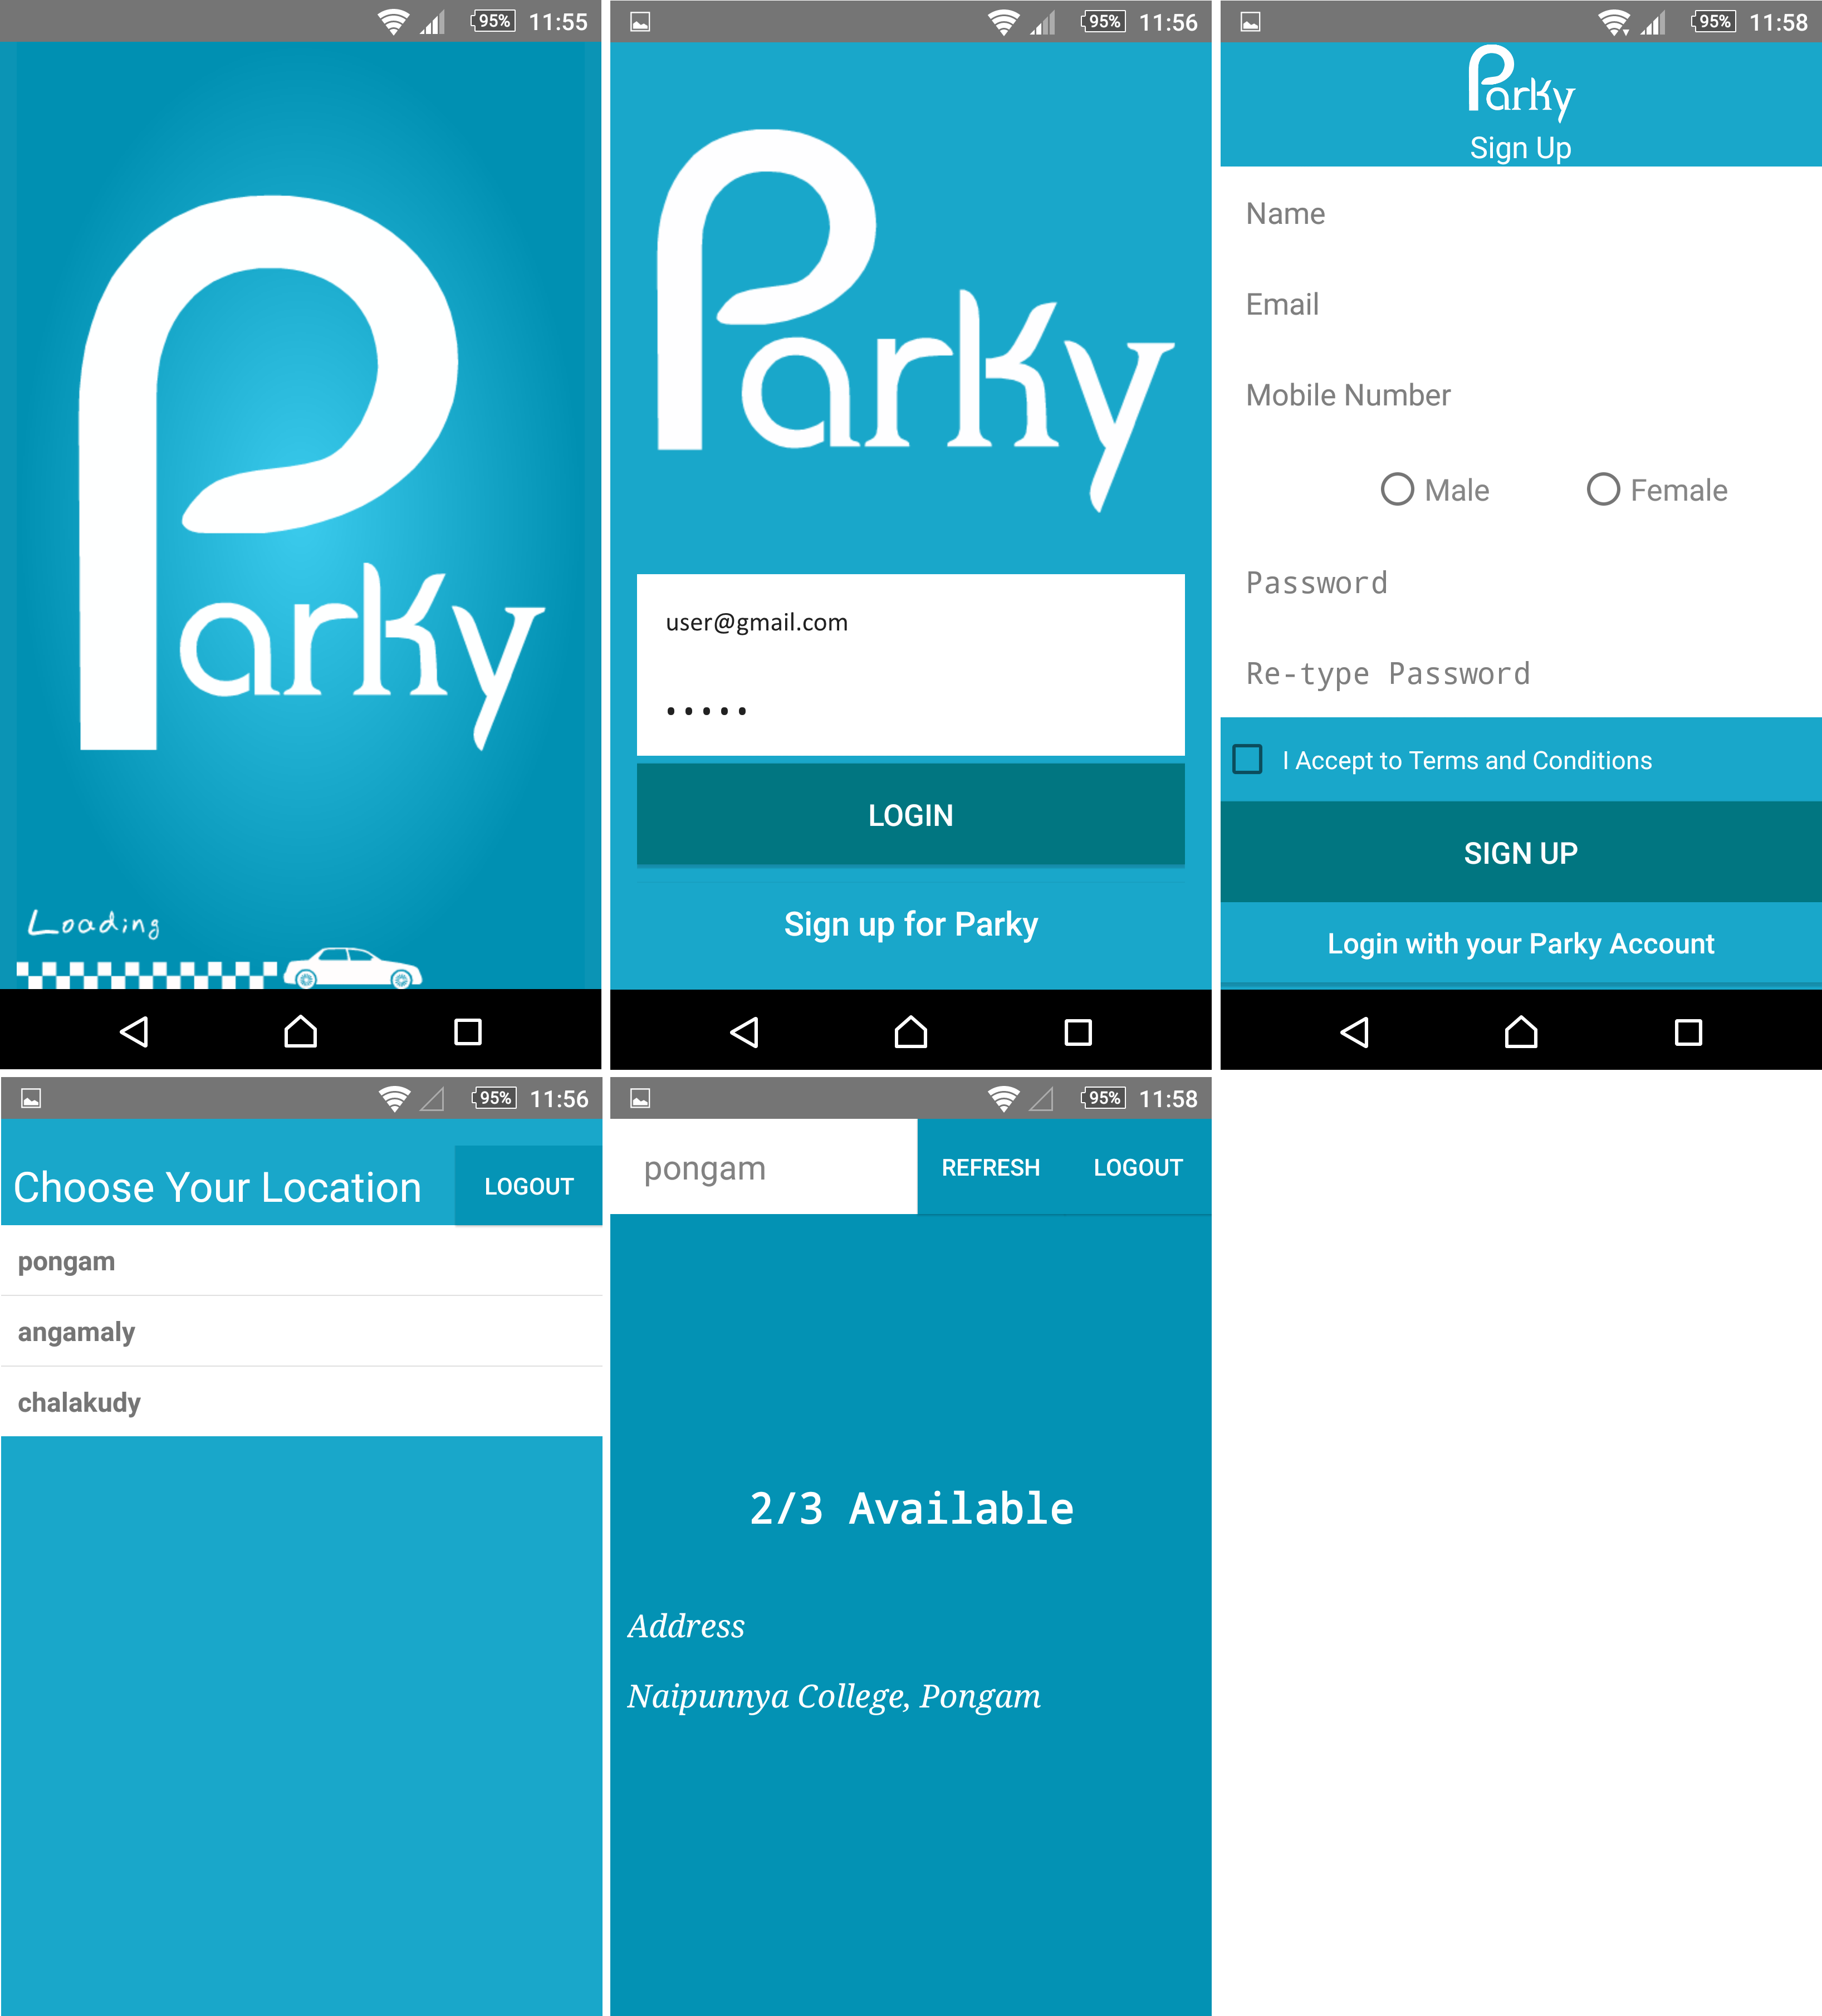 95% 11:55
Parky
Loading
95% 11:56
Parky
user@gmail.com
•••••
LOGIN
Sign up for Parky
95% 11:58
Parky
Sign Up
Name
Email
Mobile Number
Male Female
Password
Re-type Password
I Accept to Terms and Conditions
SIGN UP
Login with your Parky Account
95% 11:56
Choose Your Location LOGOUT
pongam
angamaly
chalakudy
95% 11:58
pongam REFRESH LOGOUT
2/3 Available
Address
Naipunnya College, Pongam